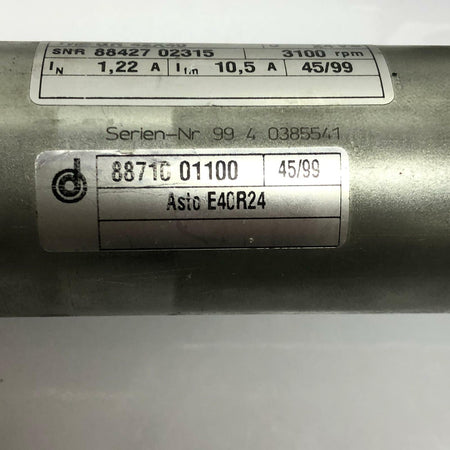 SNR 88427 02315 3100 rpm
IN 1,22 A Ifin 10,5 A 45/99
Serien-Nr 99 4 0385541
88710 01100 45/99
Asto E40R24